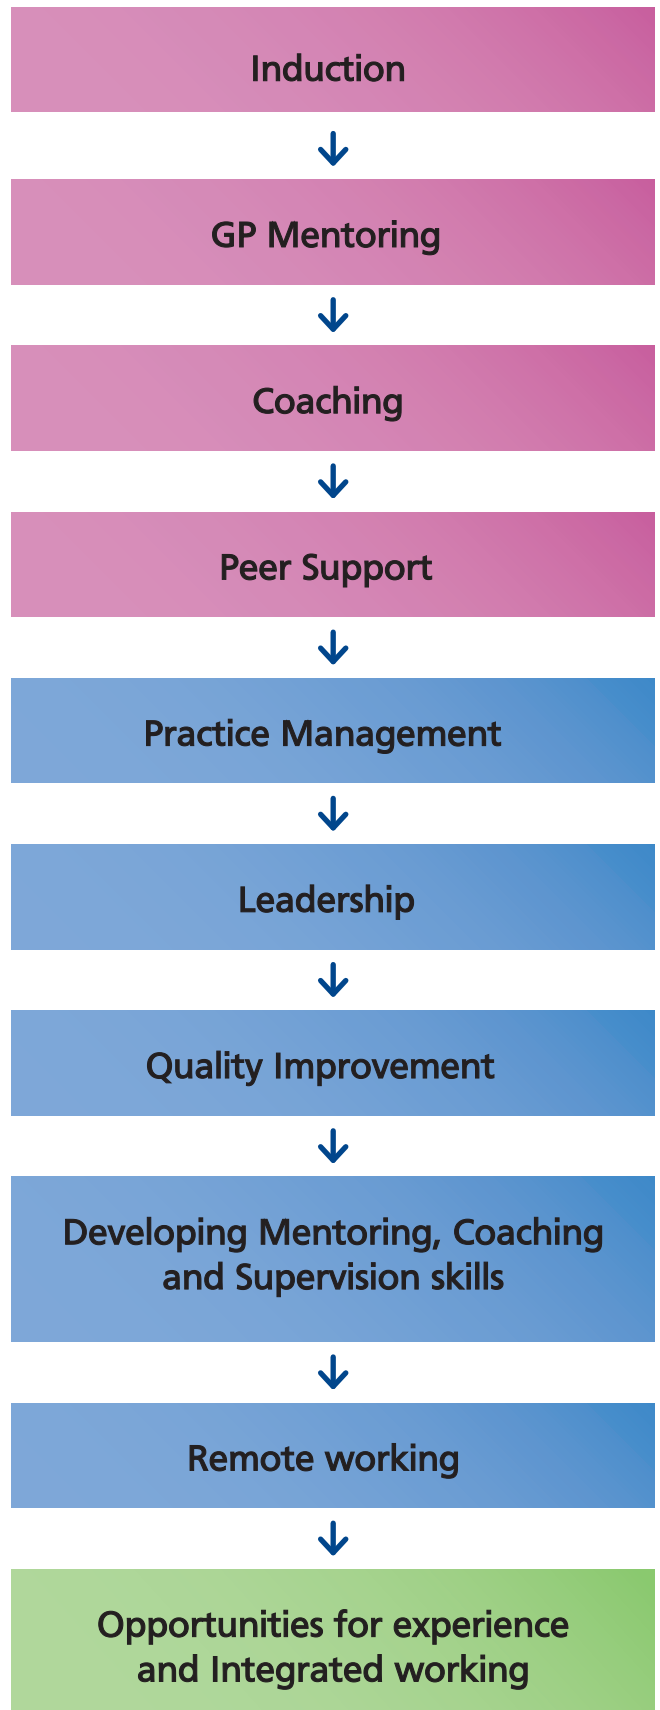 Induction
GP Mentoring
Coaching
Peer Support
Practice Management
Leadership
Quality Improvement
Developing Mentoring, Coaching
and Supervision skills
Remote working
Opportunities for experience
and Integrated working